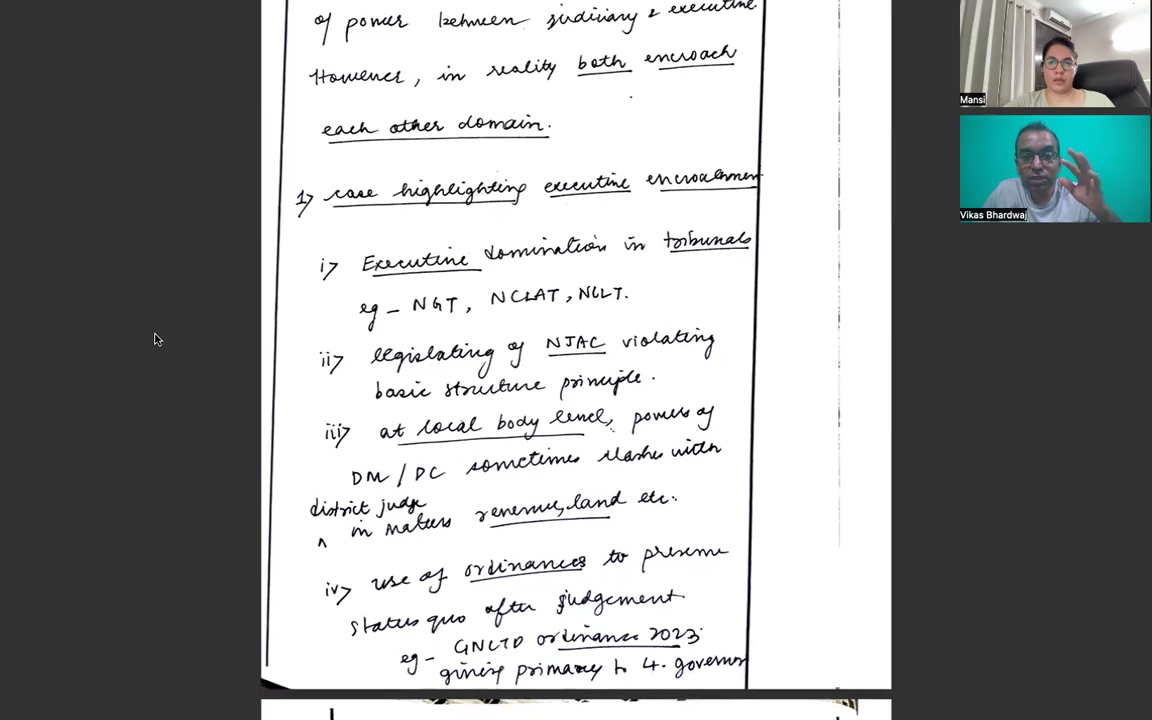 of power between judiciary & executive
However, in reality both encroach
each other domain.
1) case highlighting executive encroachment
i) Executive domination in tribunals
eg - NGT, NCLAT, NCLT.
ii) legislating of NJAC violating
basic structure principle.
iii) at local body level, powers of
DM / DC sometimes clashes with
district judge
^ in matters revenue, land etc.
iv) use of ordinances to preserve
status quo after judgement
eg - GNCTD ordinance 2023
giving primacy to L. governor
Mansi
Vikas Bhardwaj